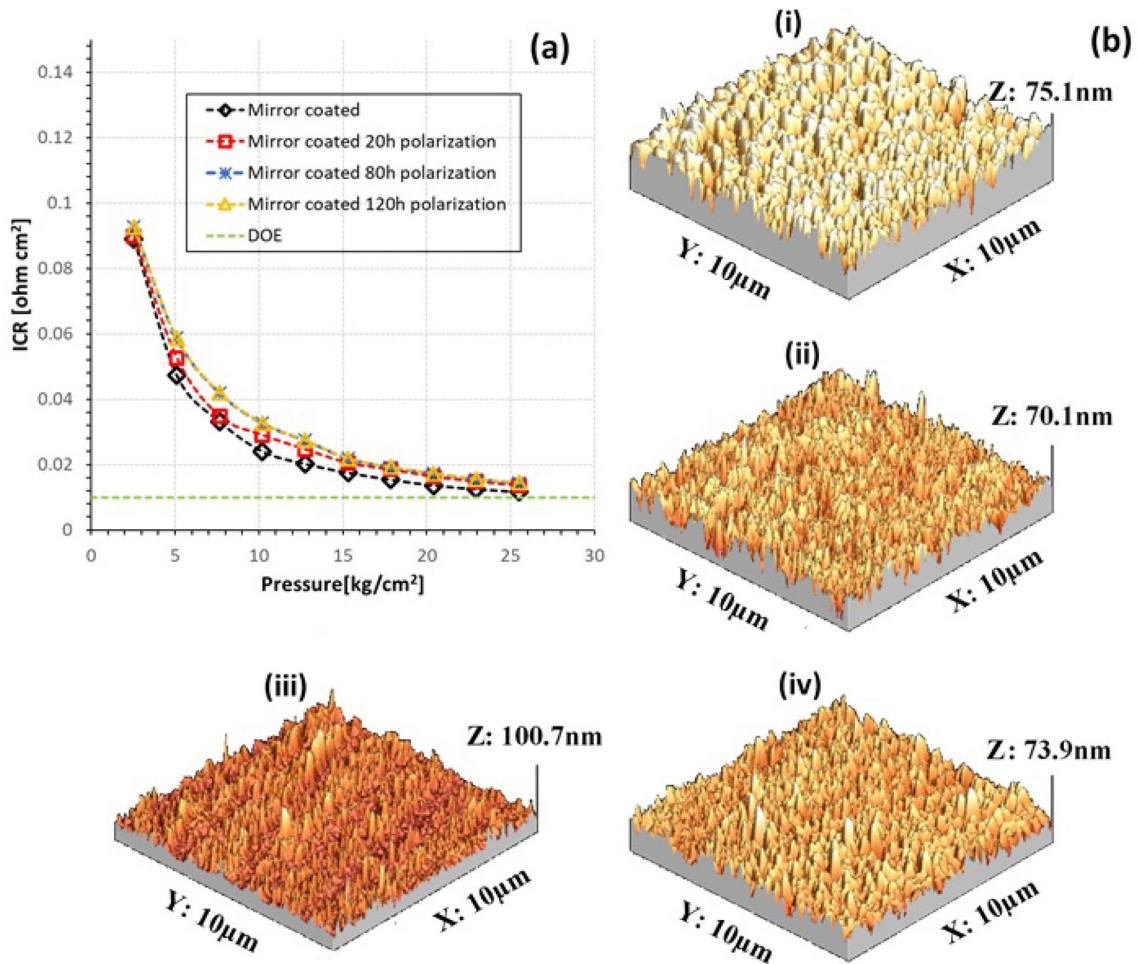 (a)
0.14
0.12
0.1
0.08
0.06
0.04
0.02
0
ICR [ohm cm²]
Mirror coated
Mirror coated 20h polarization
Mirror coated 80h polarization
Mirror coated 120h polarization
DOE
0 5 10 15 20 25 30
Pressure[kg/cm²]
(b)
(i)
Z: 75.1nm
Y: 10µm
X: 10µm
(ii)
Z: 70.1nm
Y: 10µm
X: 10µm
(iii)
Z: 100.7nm
Y: 10µm
X: 10µm
(iv)
Z: 73.9nm
Y: 10µm
X: 10µm